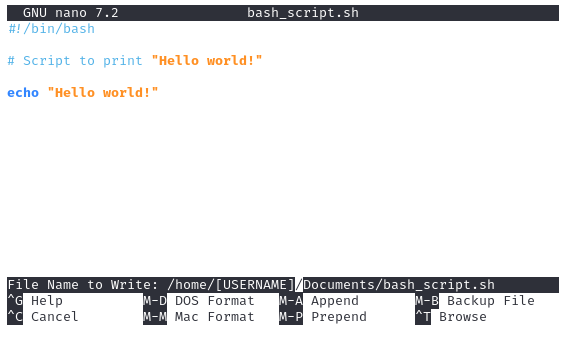 GNU nano 7.2 bash_script.sh
#!/bin/bash
# Script to print "Hello world!"
echo "Hello world!"
File Name to Write: /home/[USERNAME]/Documents/bash_script.sh
^G Help M-D DOS Format M-A Append M-B Backup File
^C Cancel M-M Mac Format M-P Prepend ^T Browse